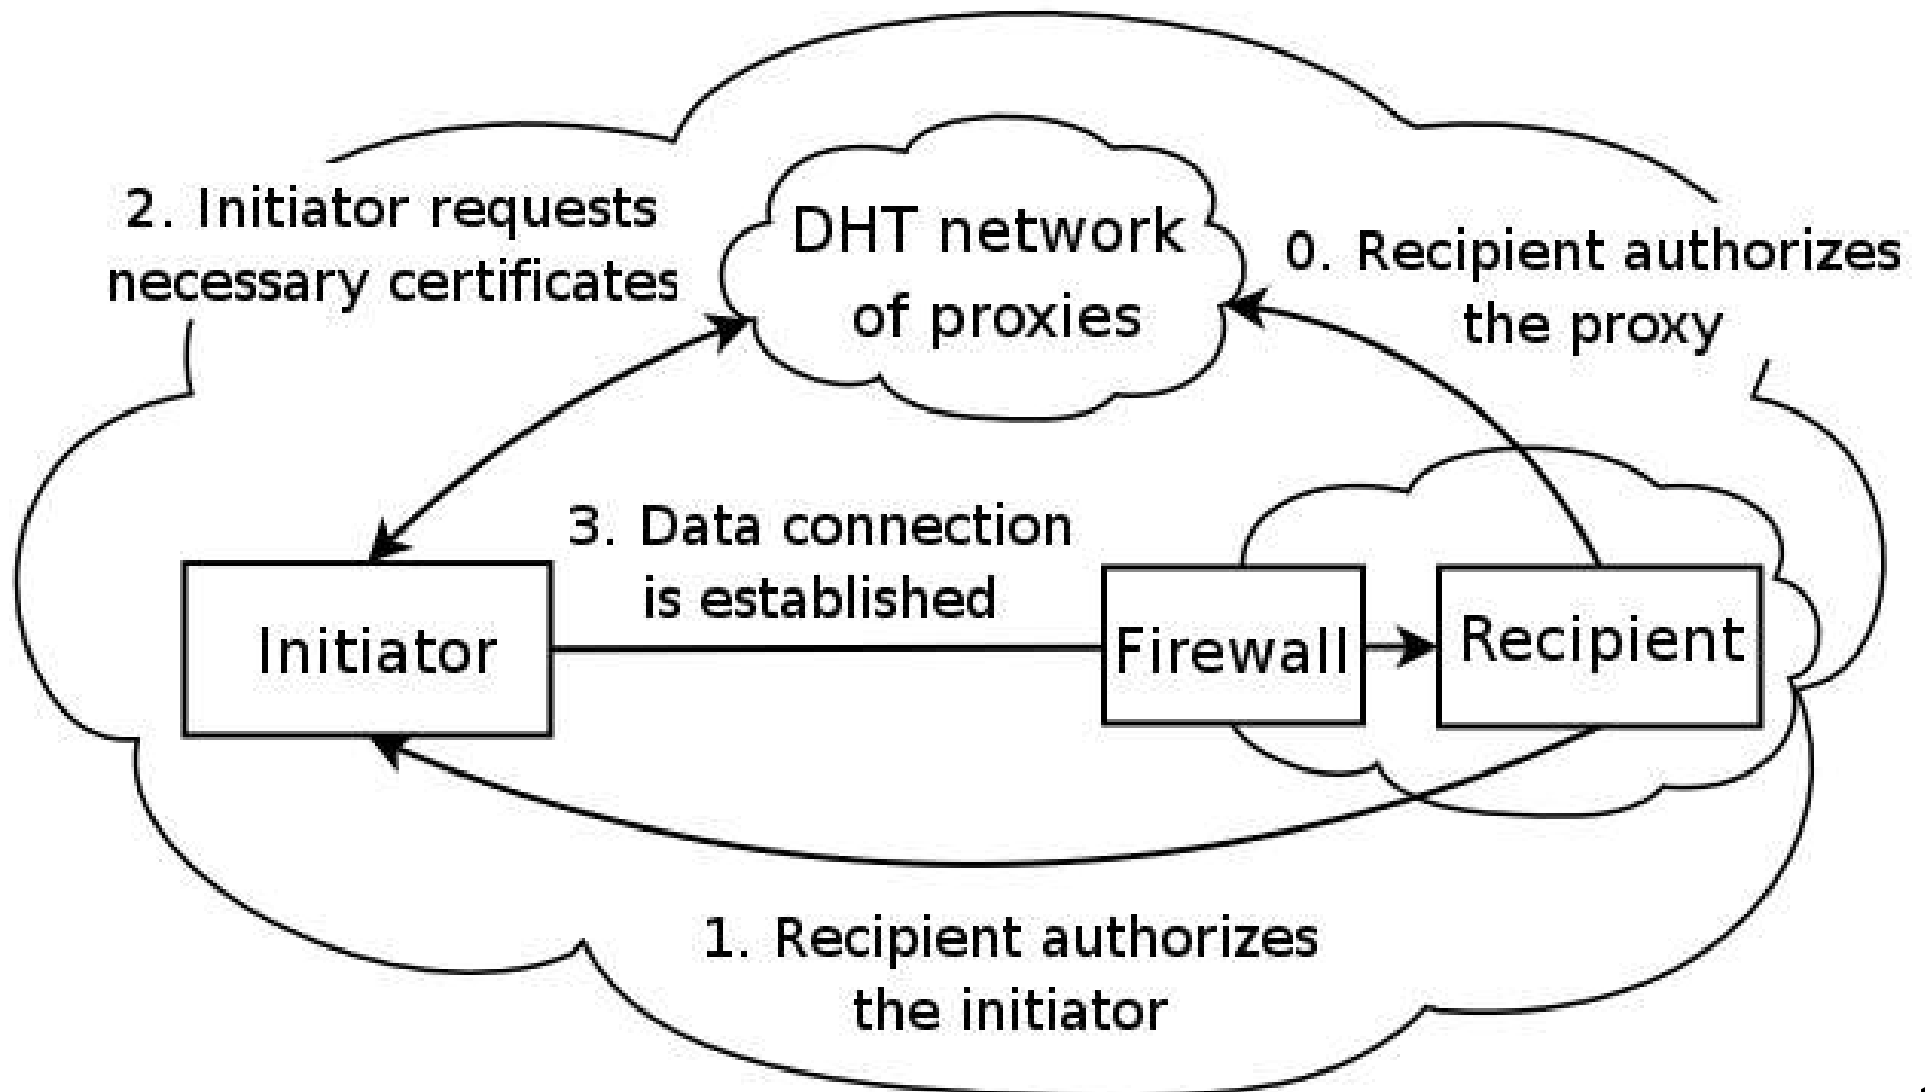 2. Initiator requests
necessary certificates
DHT network
of proxies
0. Recipient authorizes
the proxy
3. Data connection
is established
Initiator
Firewall
Recipient
1. Recipient authorizes
the initiator